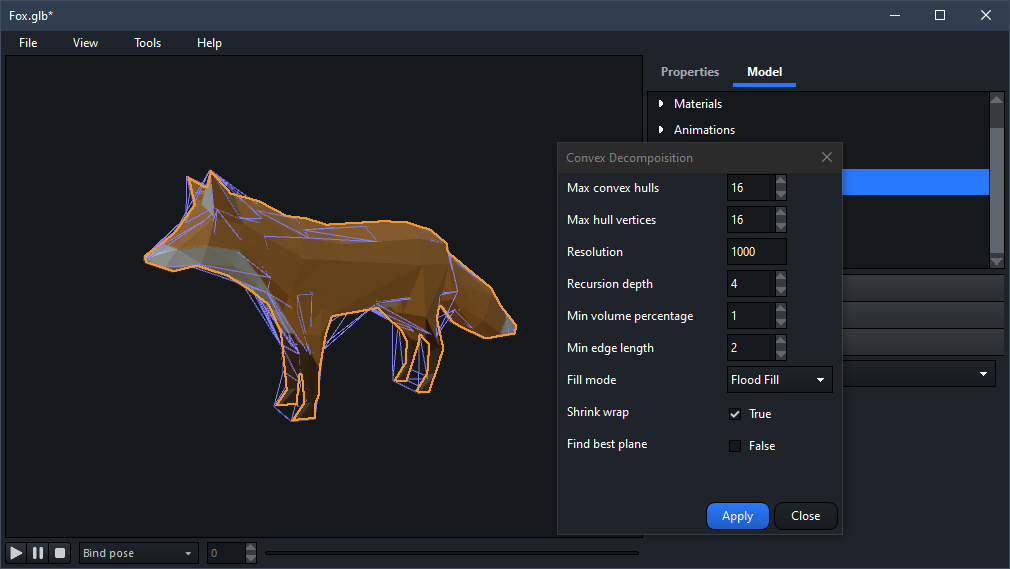 Fox.glb*
File View Tools Help
Properties Model
Materials
Animations
Convex Decompoisition
Max convex hulls 16
Max hull vertices 16
Resolution 1000
Recursion depth 4
Min volume percentage 1
Min edge length 2
Fill mode Flood Fill
Shrink wrap True
Find best plane False
Apply Close
Bind pose 0